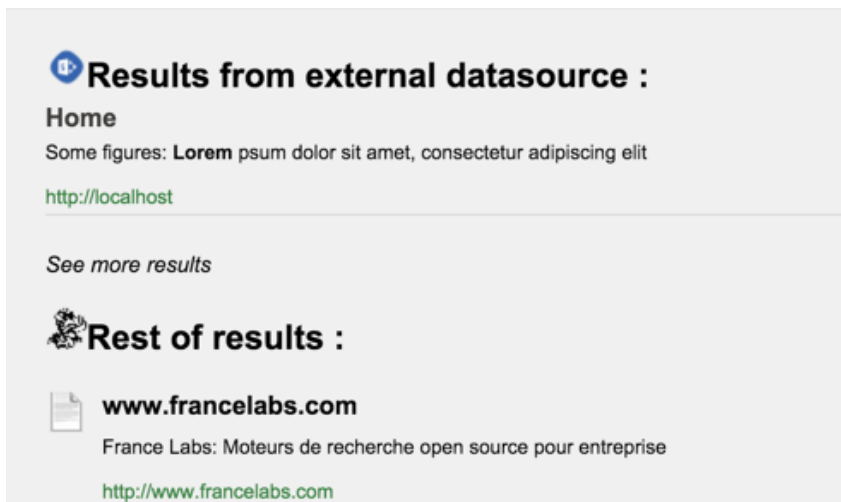 Results from external datasource :
Home
Some figures: Lorem psum dolor sit amet, consectetur adipiscing elit
http://localhost
See more results
Rest of results :
www.francelabs.com
France Labs: Moteurs de recherche open source pour entreprise
http://www.francelabs.com